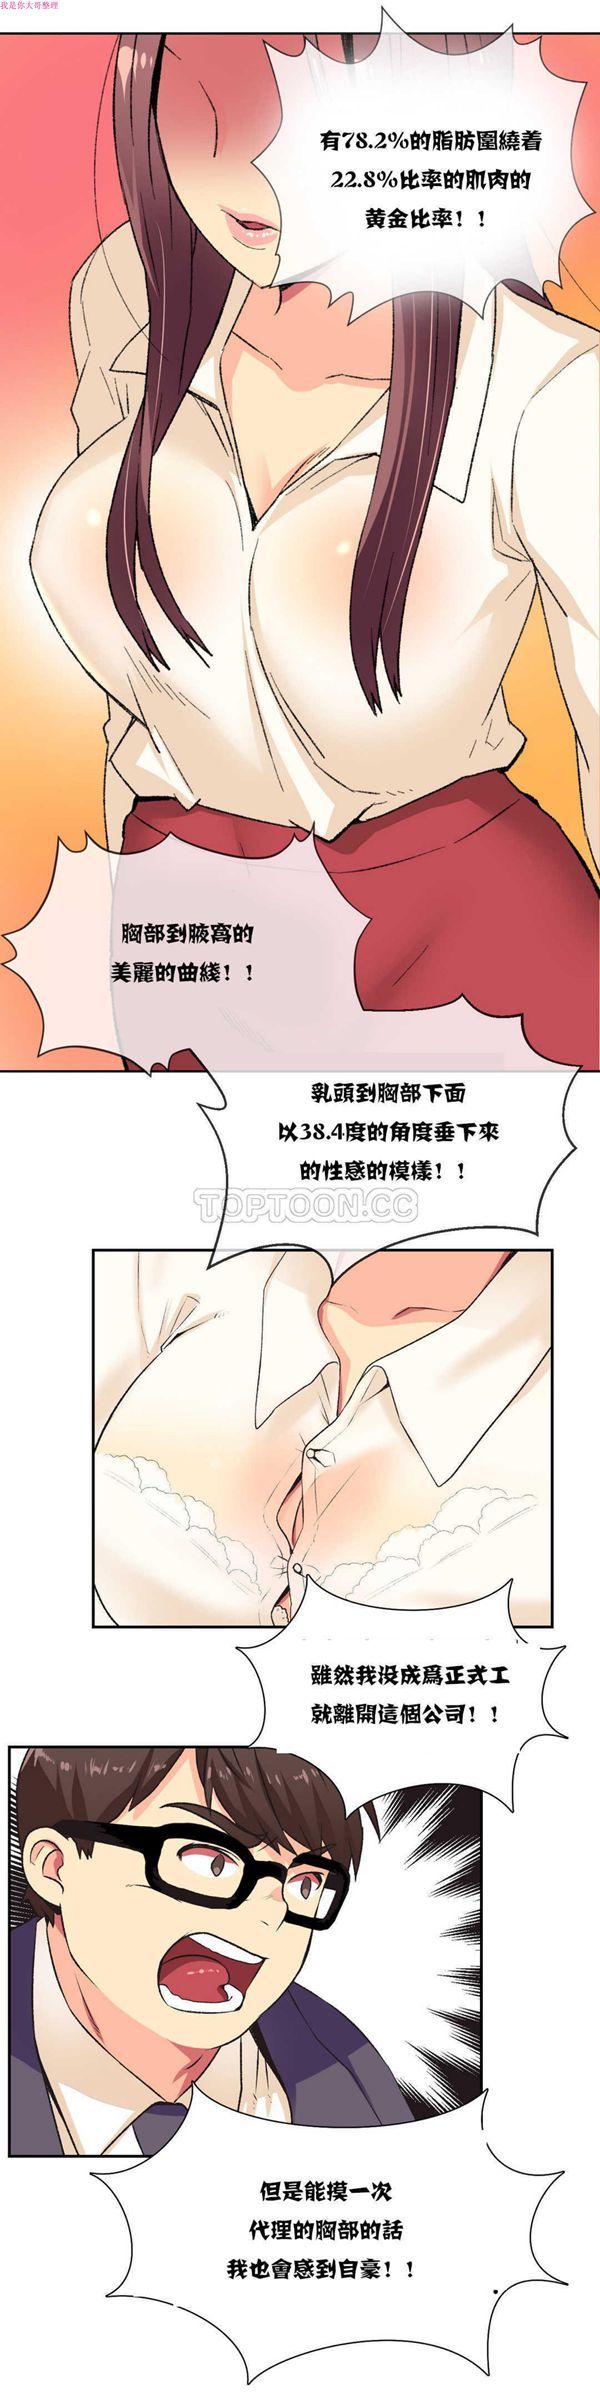 我是你大哥整理
有78.2%的脂肪圍繞着
22.8%比率的肌肉的
黄金比率！！
胸部到腋窩的
美麗的曲綫！！
乳頭到胸部下面
以38.4度的角度垂下來
的性感的模樣！！
TOPTOON.CC
雖然我没成爲正式工
就離開這個公司！！
但是能摸一次
代理的胸部的話
我也會感到自豪！！